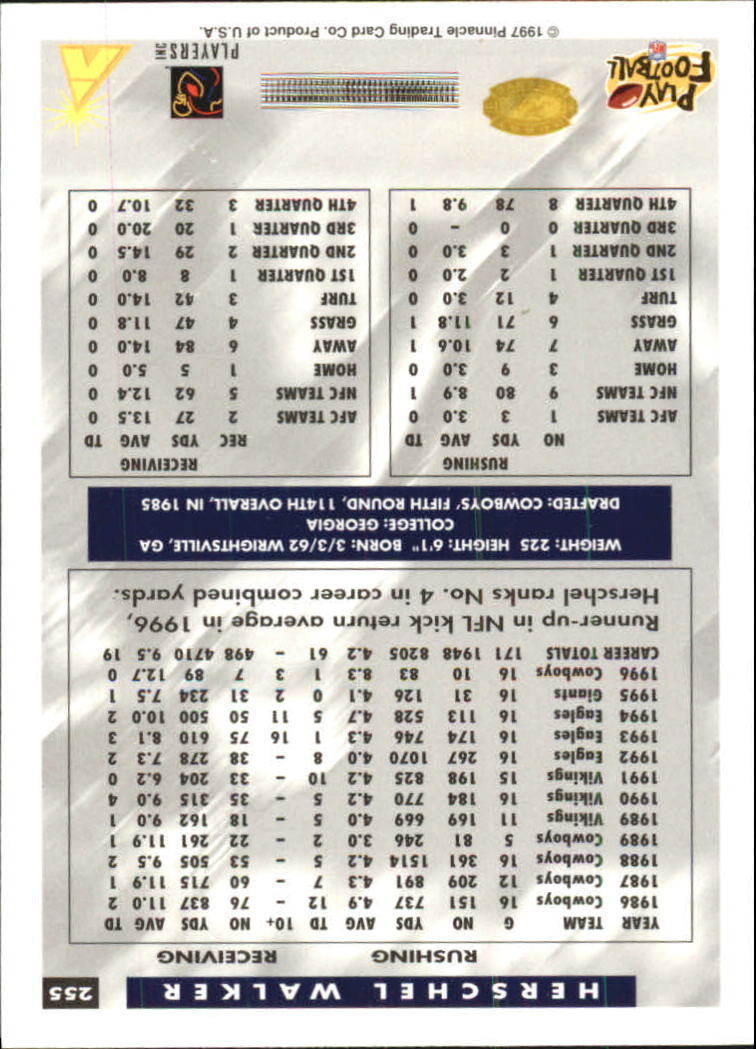 HERSCHEL WALKER 255
RUSHING RECEIVING
YEAR TEAM G NO YDS AVG TD 10+ NO YDS AVG TD
1986 Cowboys 16 151 737 4.9 12 – 76 837 11.0 2
1987 Cowboys 12 209 891 4.3 7 – 60 715 11.9 1
1988 Cowboys 16 361 1514 4.2 5 – 53 505 9.5 2
1989 Cowboys 5 81 246 3.0 2 – 22 261 11.9 1
1989 Vikings 11 169 669 4.0 5 – 18 162 9.0 1
1990 Vikings 16 184 770 4.2 5 – 35 315 9.0 4
1991 Vikings 15 198 825 4.2 10 – 33 204 6.2 0
1992 Eagles 16 267 1070 4.0 8 – 38 278 7.3 2
1993 Eagles 16 174 746 4.3 1 16 75 610 8.1 3
1994 Eagles 16 113 528 4.7 5 11 50 500 10.0 2
1995 Giants 16 31 126 4.1 0 2 31 234 7.5 1
1996 Cowboys 16 10 83 8.3 1 3 7 89 12.7 0
CAREER TOTALS 171 1948 8205 4.2 61 – 498 4710 9.5 19
Runner-up in NFL kick return average in 1996,
Herschel ranks No. 4 in career combined yards.
WEIGHT: 225 HEIGHT: 6'1" BORN: 3/3/62 WRIGHTSVILLE, GA
COLLEGE: GEORGIA
DRAFTED: COWBOYS' FIFTH ROUND, 114TH OVERALL, IN 1985
RUSHING
NO YDS AVG TD
AFC TEAMS 1 3 3.0 0
NFC TEAMS 9 80 8.9 1
HOME 3 9 3.0 0
AWAY 7 74 10.6 1
GRASS 6 71 11.8 1
TURF 4 12 3.0 0
1ST QUARTER 1 2 2.0 0
2ND QUARTER 1 3 3.0 0
3RD QUARTER 0 0 – 0
4TH QUARTER 8 78 9.8 1
RECEIVING
REC YDS AVG TD
AFC TEAMS 2 27 13.5 0
NFC TEAMS 5 62 12.4 0
HOME 1 5 5.0 0
AWAY 6 84 14.0 0
GRASS 4 47 11.8 0
TURF 3 42 14.0 0
1ST QUARTER 1 8 8.0 0
2ND QUARTER 2 29 14.5 0
3RD QUARTER 1 20 20.0 0
4TH QUARTER 3 32 10.7 0
PLAY
FOOTBALL
PLAYERS INC
© 1997 Pinnacle Trading Card Co. Product of U.S.A.